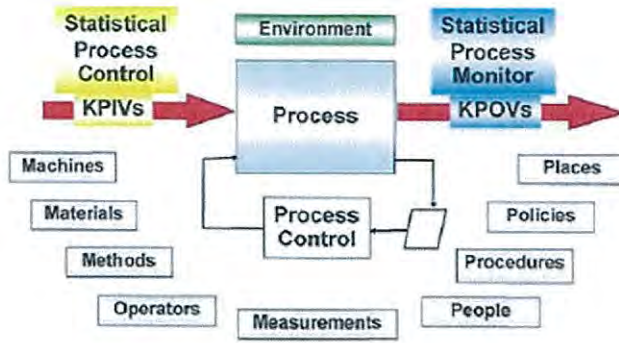 Statistical
Process
Control
KPIVs
Environment
Process
Statistical
Process
Monitor
KPOVs
Machines
Materials
Methods
Operators
Process
Control
Measurements
Places
Policies
Procedures
People